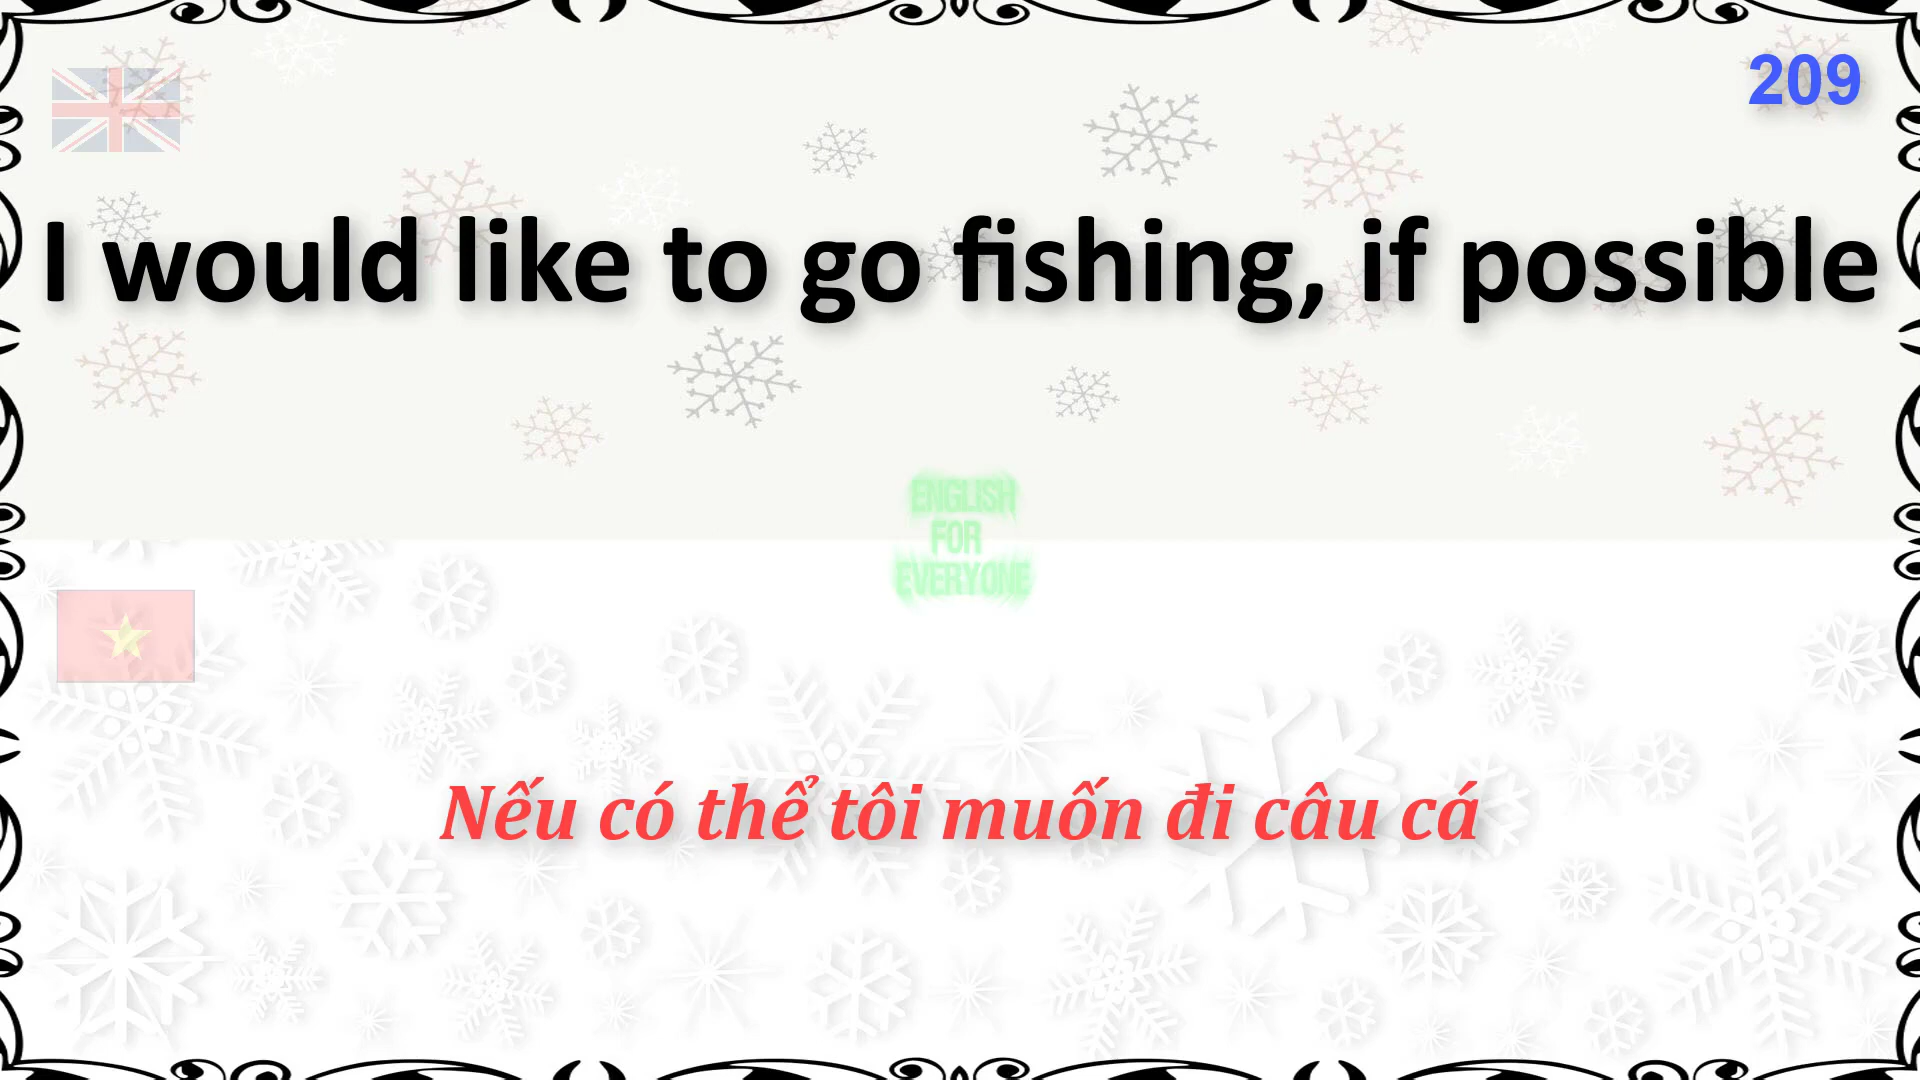 209
I would like to go fishing, if possible
ENGLISH
FOR
EVERYONE
Nếu có thể tôi muốn đi câu cá